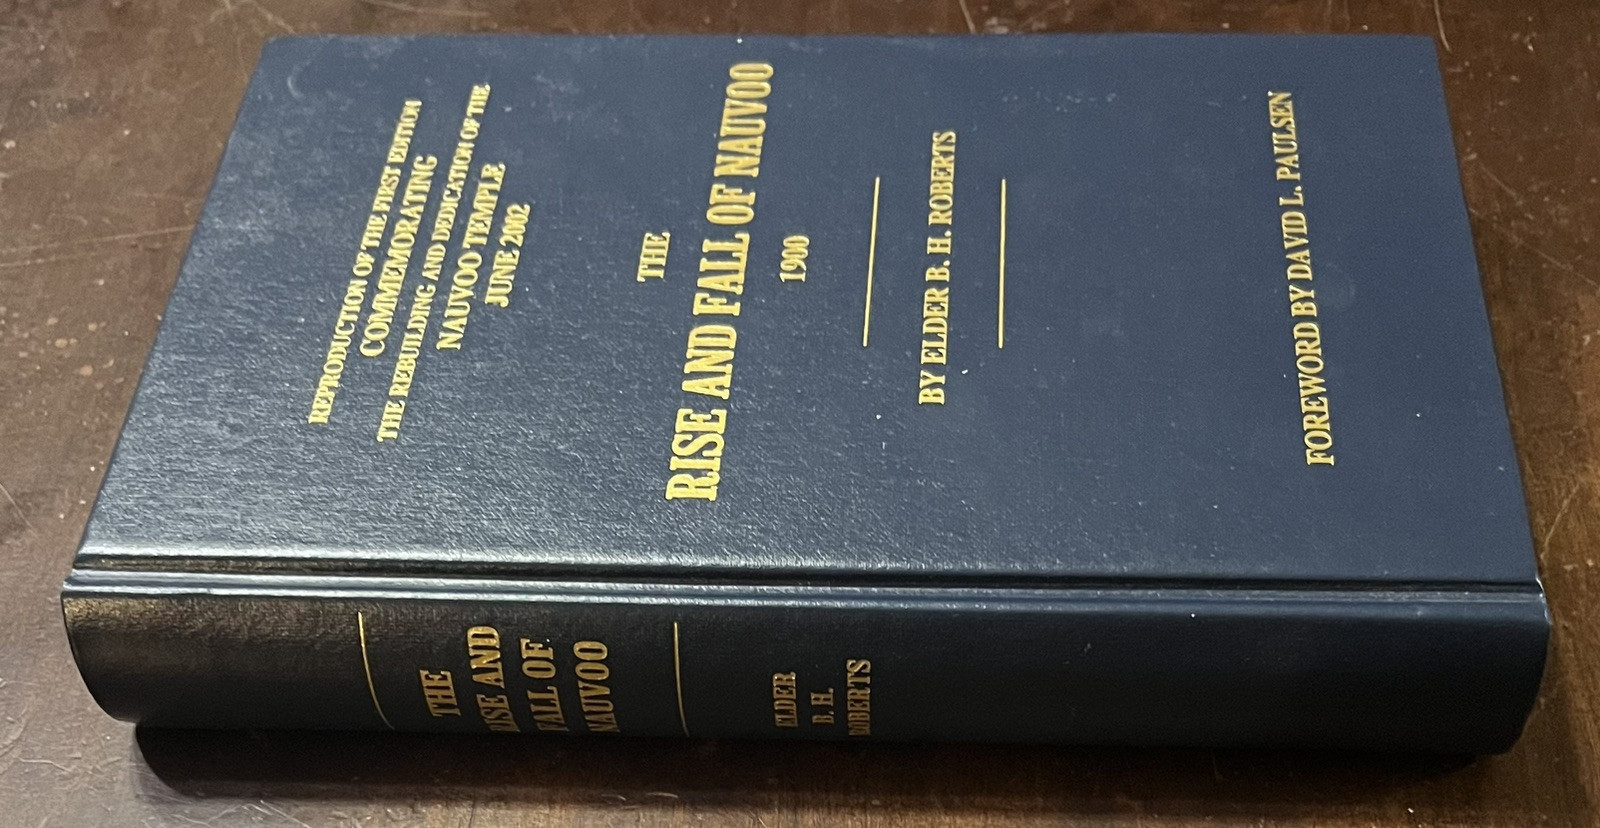 REPRODUCTION OF THE FIRST EDITION
COMMEMORATING
THE REBUILDING AND DEDICATION OF THE
NAUVOO TEMPLE
JUNE 2002
THE
RISE AND FALL OF NAUVOO
1900
BY ELDER B. H. ROBERTS
FOREWORD BY DAVID L. PAULSEN
THE
RISE AND
FALL OF
NAUVOO
ELDER
B. H.
ROBERTS